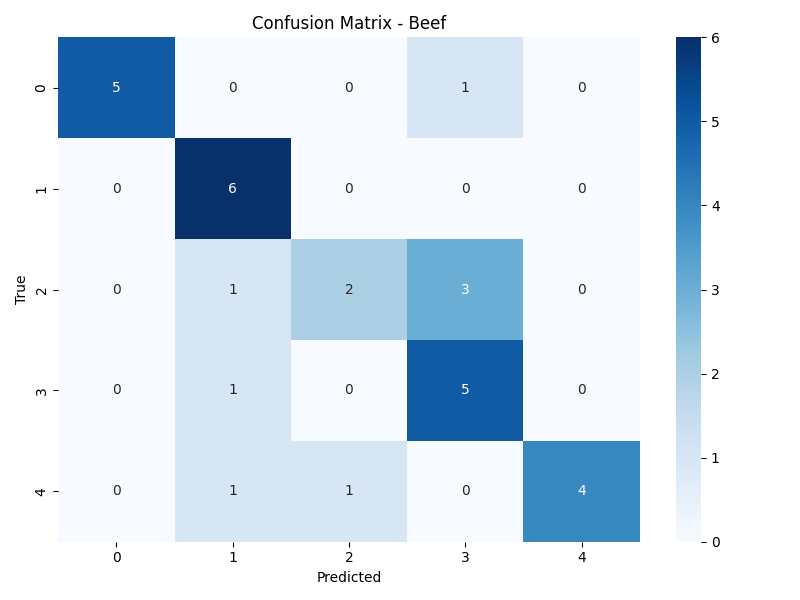 Confusion Matrix - Beef
0 5 0 0 1 0
1 0 6 0 0 0
2 0 1 2 3 0
3 0 1 0 5 0
4 0 1 1 0 4
0 1 2 3 4
True
Predicted
6
5
4
3
2
1
0